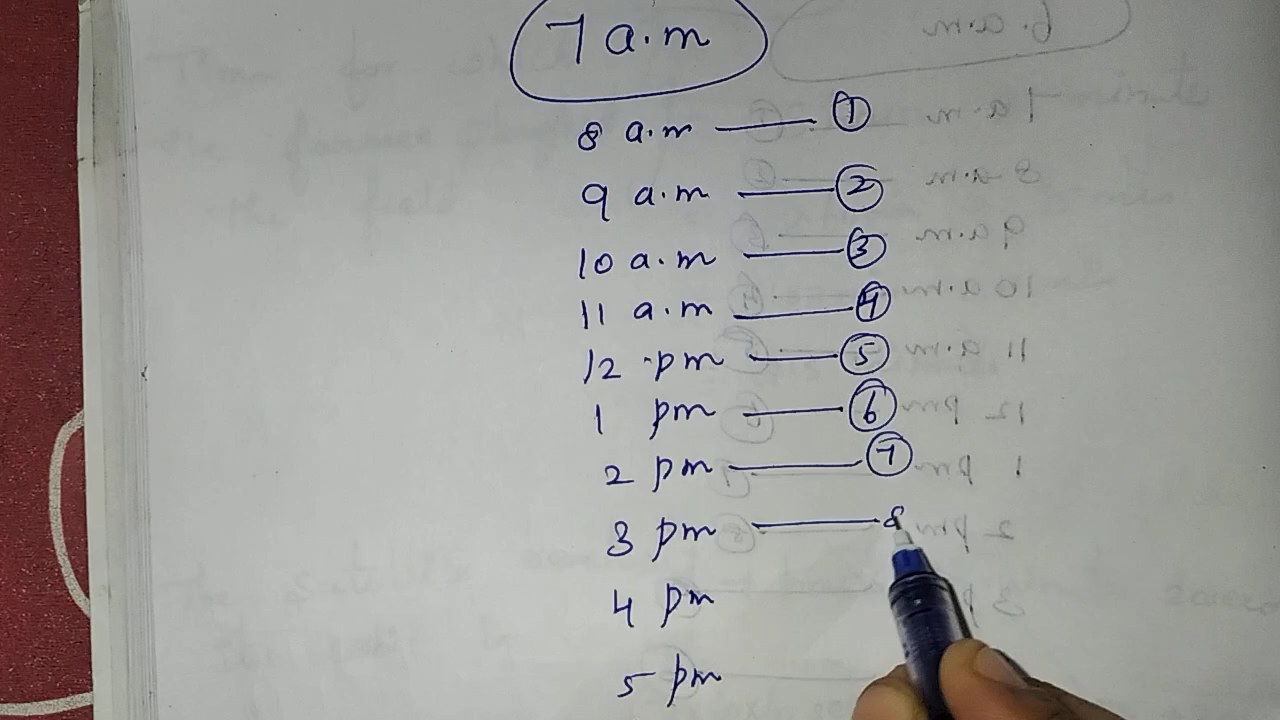 7 a.m
8 a.m — 1
9 a.m — 2
10 a.m — 3
11 a.m — 4
12 pm — 5
1 pm — 6
2 pm — 7
3 pm — 8
4 pm
5 pm